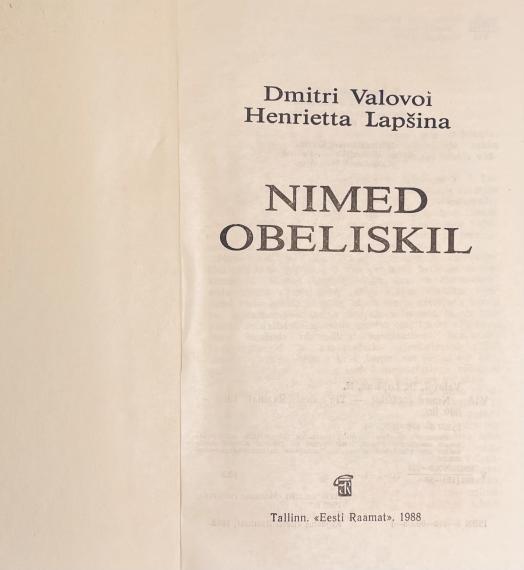 Dmitri Valovoi
Henrietta Lapšina
NIMED
OBELISKIL
Tallinn. «Eesti Raamat», 1988